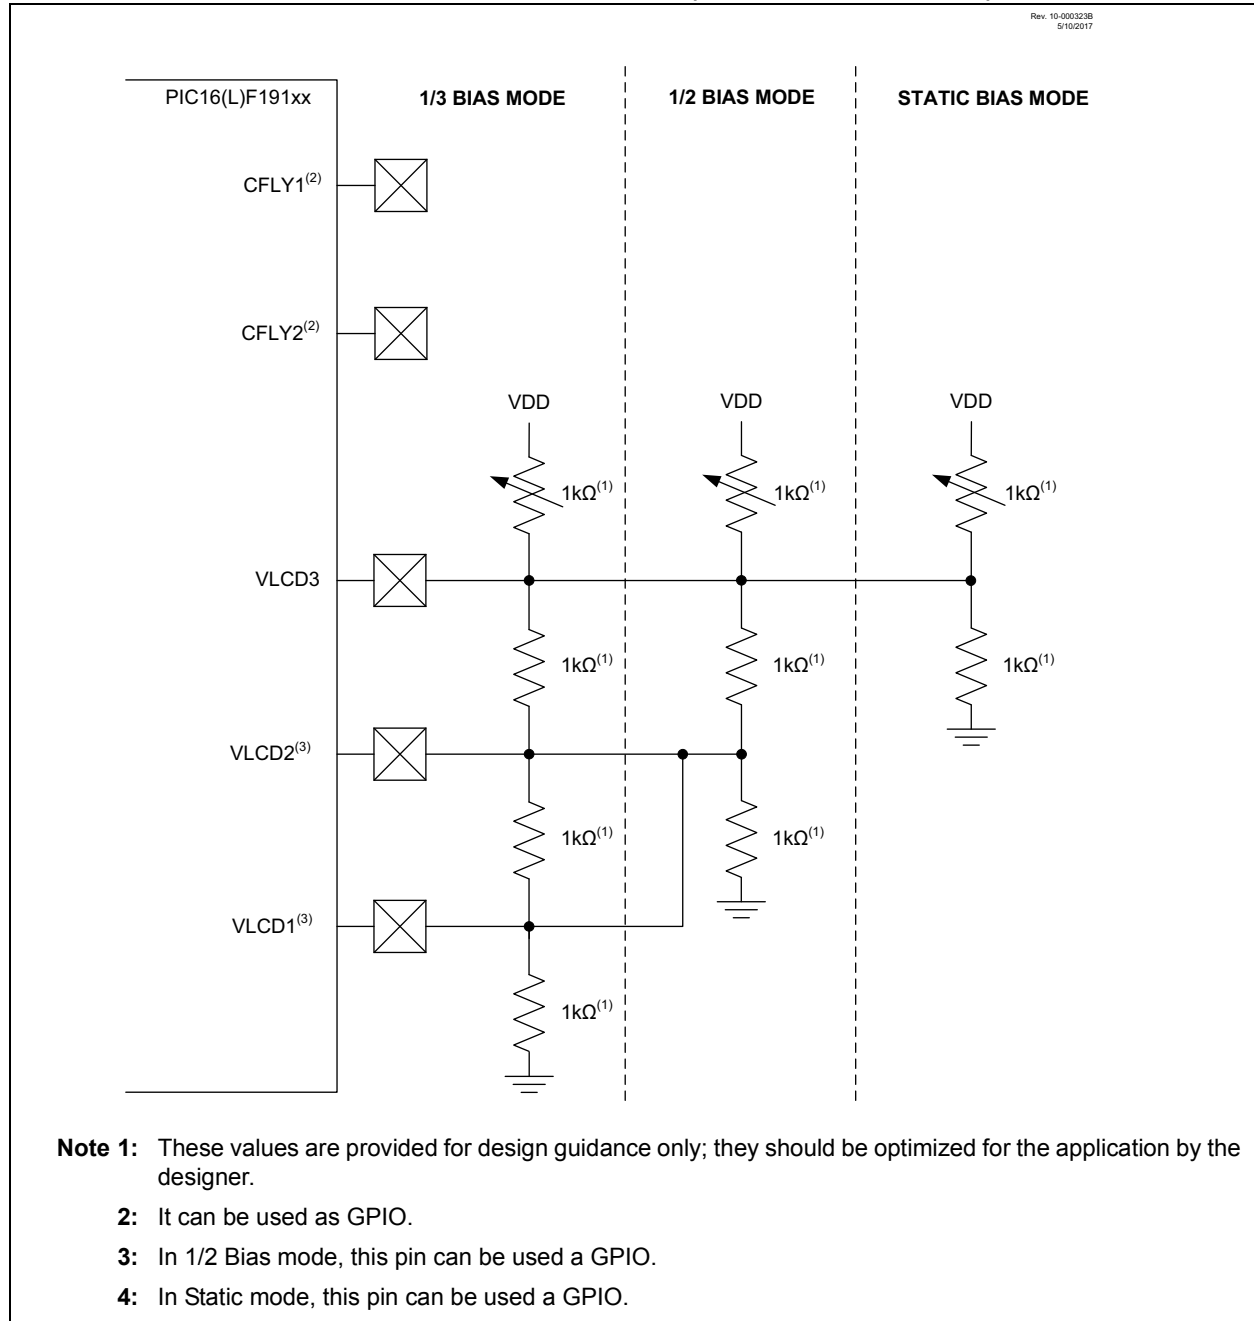 Rev. 10-000323B
5/10/2017
PIC16(L)F191xx
1/3 BIAS MODE
1/2 BIAS MODE
STATIC BIAS MODE
CFLY1(2)
CFLY2(2)
VDD
VDD
VDD
1kΩ(1)
1kΩ(1)
1kΩ(1)
VLCD3
1kΩ(1)
1kΩ(1)
1kΩ(1)
VLCD2(3)
1kΩ(1)
1kΩ(1)
VLCD1(3)
1kΩ(1)
Note 1: These values are provided for design guidance only; they should be optimized for the application by the
designer.
2: It can be used as GPIO.
3: In 1/2 Bias mode, this pin can be used a GPIO.
4: In Static mode, this pin can be used a GPIO.